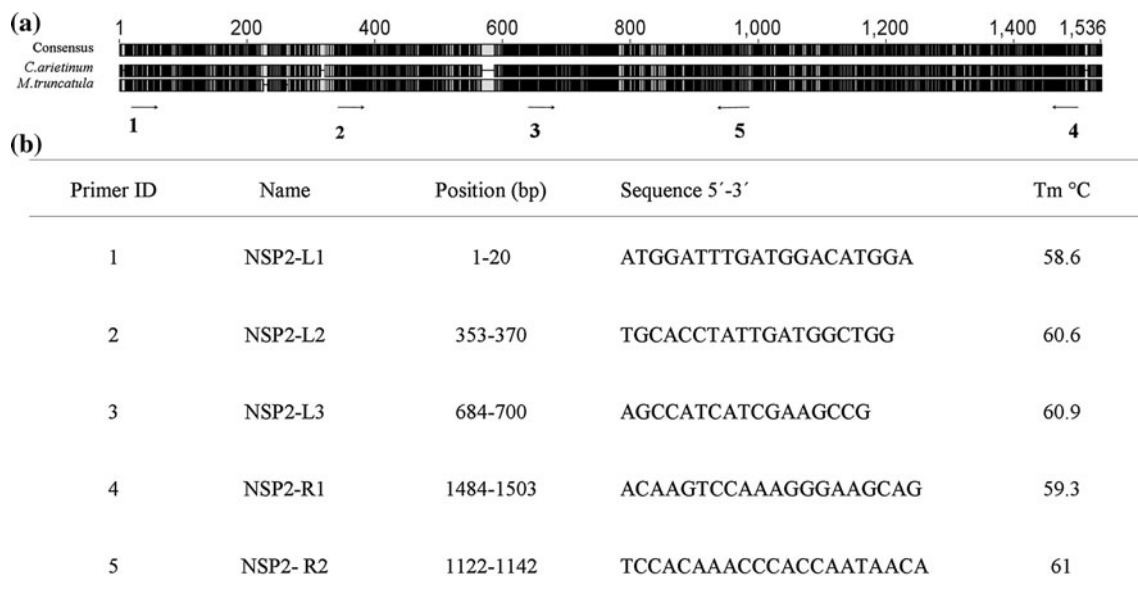 (a)
1 200 400 600 800 1,000 1,200 1,400 1,536
Consensus
C.arietinum
M.truncatula
1 2 3 5 4
(b)
Primer ID Name Position (bp) Sequence 5´-3´ Tm °C
1 NSP2-L1 1-20 ATGGATTTGATGGACATGGA 58.6
2 NSP2-L2 353-370 TGCACCTATTGATGGCTGG 60.6
3 NSP2-L3 684-700 AGCCATCATCGAAGCCG 60.9
4 NSP2-R1 1484-1503 ACAAGTCCAAAGGGAAGCAG 59.3
5 NSP2- R2 1122-1142 TCCACAAACCCACCAATAACA 61